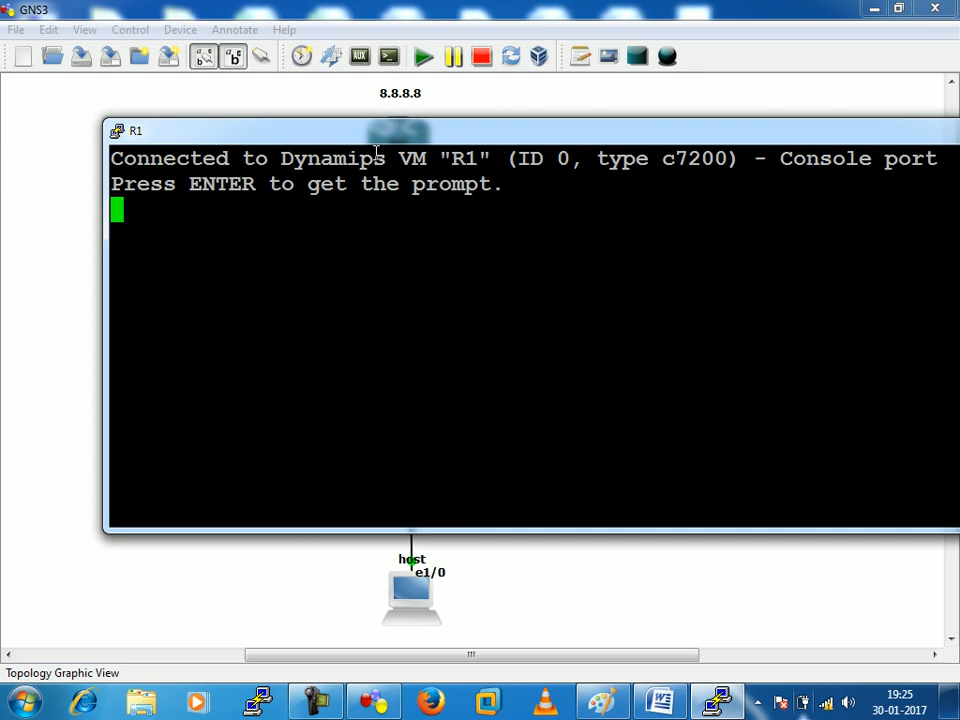 GNS3
File Edit View Control Device Annotate Help
AUX
8.8.8.8
R1
Connected to Dynamips VM "R1" (ID 0, type c7200) - Console port
Press ENTER to get the prompt.
host
e1/0
Topology Graphic View
19:25
30-01-2017